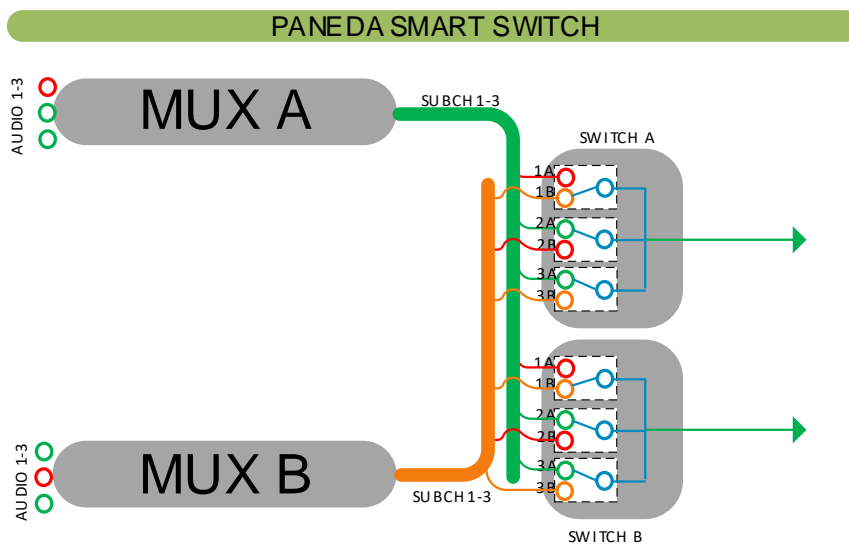 PANEDA SMART SWITCH
AUDIO 1-3
MUX A
SUBCH 1-3
SWITCH A
1A
1B
2A
2B
3A
3B
1A
1B
2A
2B
3A
3B
AUDIO 1-3
MUX B
SUBCH 1-3
SWITCH B